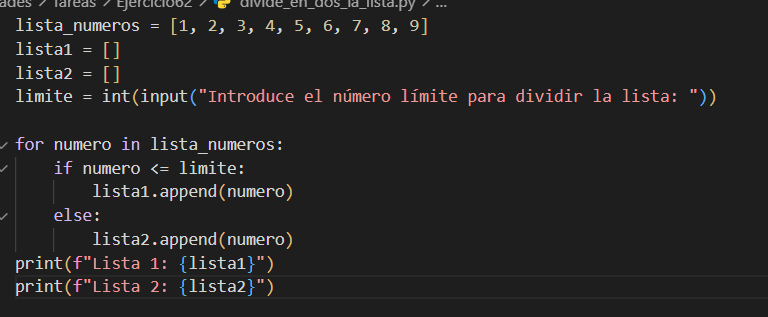 ades > Tareas > Ejercicio62 > divide_en_dos_la_lista.py > ...
lista_numeros = [1, 2, 3, 4, 5, 6, 7, 8, 9]
lista1 = []
lista2 = []
limite = int(input("Introduce el número límite para dividir la lista: "))

for numero in lista_numeros:
    if numero <= limite:
        lista1.append(numero)
    else:
        lista2.append(numero)
print(f"Lista 1: {lista1}")
print(f"Lista 2: {lista2}")